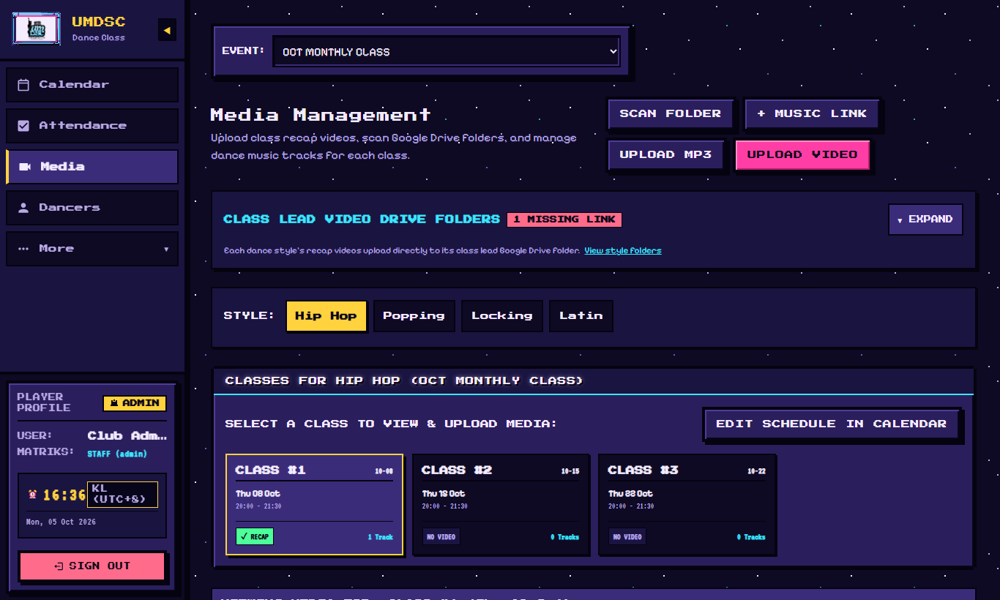 UMDSC
Dance Class
◀
Calendar
Attendance
Media
Dancers
More ▼
PLAYER PROFILE
ADMIN
USER: Club Adm…
MATRIKS: STAFF (admin)
16:36 KL (UTC+8)
Mon, 05 Oct 2026
SIGN OUT
EVENT: OCT MONTHLY CLASS
Media Management
Upload class recap videos, scan Google Drive folders, and manage
dance music tracks for each class.
SCAN FOLDER
+ MUSIC LINK
UPLOAD MP3
UPLOAD VIDEO
CLASS LEAD VIDEO DRIVE FOLDERS 1 MISSING LINK
▼ EXPAND
Each dance style's recap videos upload directly to its class lead Google Drive folder. View style folders
STYLE: Hip Hop Popping Locking Latin
CLASSES FOR HIP HOP (OCT MONTHLY CLASS)
SELECT A CLASS TO VIEW & UPLOAD MEDIA:
EDIT SCHEDULE IN CALENDAR
CLASS #1 10-08
Thu 08 Oct
20:00 - 21:30
✓ RECAP 1 Track
CLASS #2 10-15
Thu 15 Oct
20:00 - 21:30
NO VIDEO 0 Tracks
CLASS #3 10-22
Thu 22 Oct
20:00 - 21:30
NO VIDEO 0 Tracks